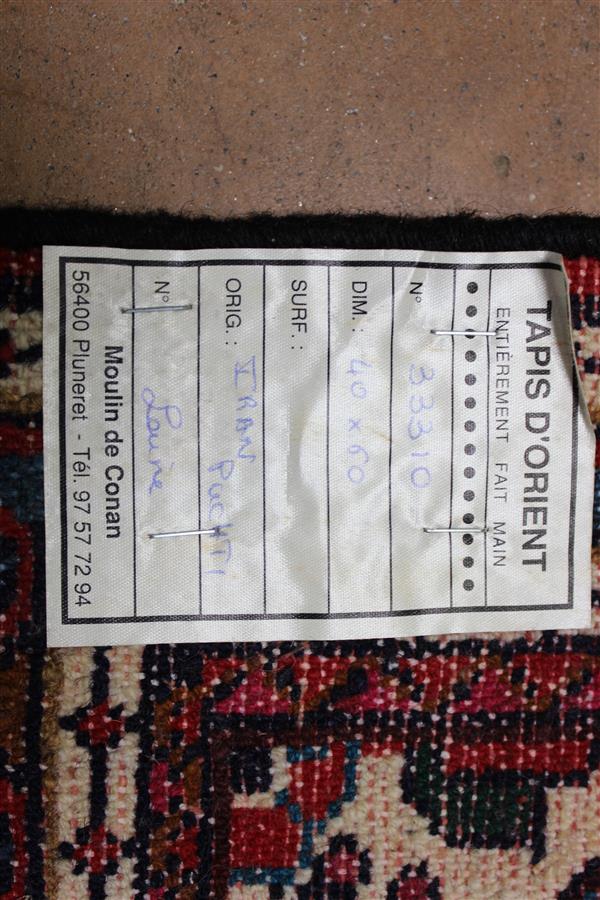 TAPIS D'ORIENT
ENTIÈREMENT FAIT MAIN
N° 33310
DIM.: 40 x 60
SURF.:
ORIG.: IRAN PUCHTI
N° Laine
Moulin de Conan
56400 Pluneret - Tél. 97 57 72 94